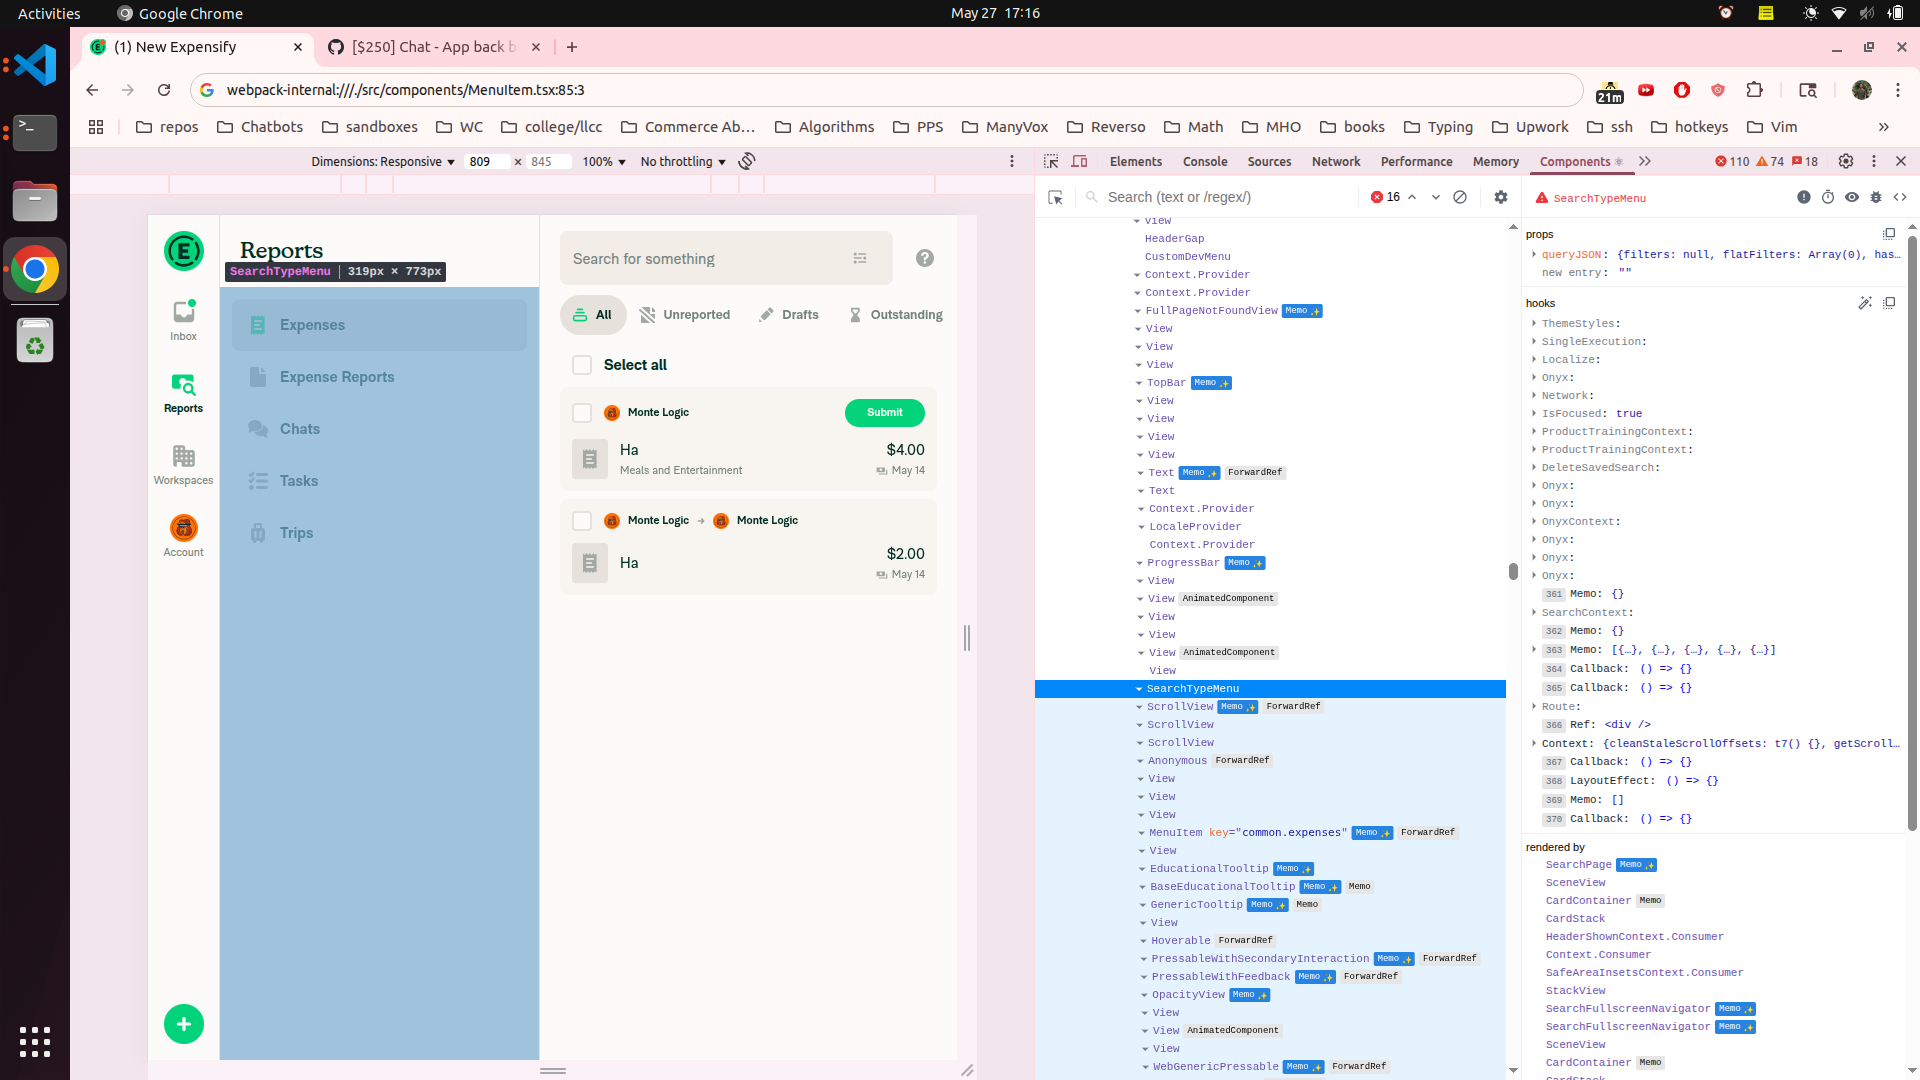 Activities
Google Chrome
May 27 17:16
(1) New Expensify
[$250] Chat - App back b
webpack-internal:///./src/components/MenuItem.tsx:85:3
21m
repos
Chatbots
sandboxes
WC
college/llcc
Commerce Ab…
Algorithms
PPS
ManyVox
Reverso
Math
MHO
books
Typing
Upwork
ssh
hotkeys
Vim
Dimensions: Responsive 809 × 845 100% No throttling
Elements
Console
Sources
Network
Performance
Memory
Components
110 74 18
Reports
SearchTypeMenu 319px × 773px
Inbox
Reports
Workspaces
Account
Expenses
Expense Reports
Chats
Tasks
Trips
Search for something
All
Unreported
Drafts
Outstanding
Select all
Monte Logic
Submit
Ha $4.00
Meals and Entertainment May 14
Monte Logic → Monte Logic
Ha $2.00
May 14
Search (text or /regex/)
16
View
HeaderGap
CustomDevMenu
Context.Provider
Context.Provider
FullPageNotFoundView Memo
View
View
View
TopBar Memo
View
View
View
View
Text Memo ForwardRef
Text
Context.Provider
LocaleProvider
Context.Provider
ProgressBar Memo
View
View AnimatedComponent
View
View
View AnimatedComponent
View
SearchTypeMenu
ScrollView Memo ForwardRef
ScrollView
ScrollView
Anonymous ForwardRef
View
View
View
MenuItem key="common.expenses" Memo ForwardRef
View
EducationalTooltip Memo
BaseEducationalTooltip Memo Memo
GenericTooltip Memo Memo
View
Hoverable ForwardRef
PressableWithSecondaryInteraction Memo ForwardRef
PressableWithFeedback Memo ForwardRef
OpacityView Memo
View
View AnimatedComponent
View
WebGenericPressable Memo ForwardRef
SearchTypeMenu
props
queryJSON: {filters: null, flatFilters: Array(0), has…
new entry: ""
hooks
ThemeStyles:
SingleExecution:
Localize:
Onyx:
Network:
IsFocused: true
ProductTrainingContext:
ProductTrainingContext:
DeleteSavedSearch:
Onyx:
Onyx:
OnyxContext:
Onyx:
Onyx:
Onyx:
361 Memo: {}
SearchContext:
362 Memo: {}
363 Memo: [{…}, {…}, {…}, {…}, {…}]
364 Callback: () => {}
365 Callback: () => {}
Route:
366 Ref: <div />
Context: {cleanStaleScrollOffsets: t7() {}, getScroll…
367 Callback: () => {}
368 LayoutEffect: () => {}
369 Memo: []
370 Callback: () => {}
rendered by
SearchPage Memo
SceneView
CardContainer Memo
CardStack
HeaderShownContext.Consumer
Context.Consumer
SafeAreaInsetsContext.Consumer
StackView
SearchFullscreenNavigator Memo
SearchFullscreenNavigator Memo
SceneView
CardContainer Memo
CardStack